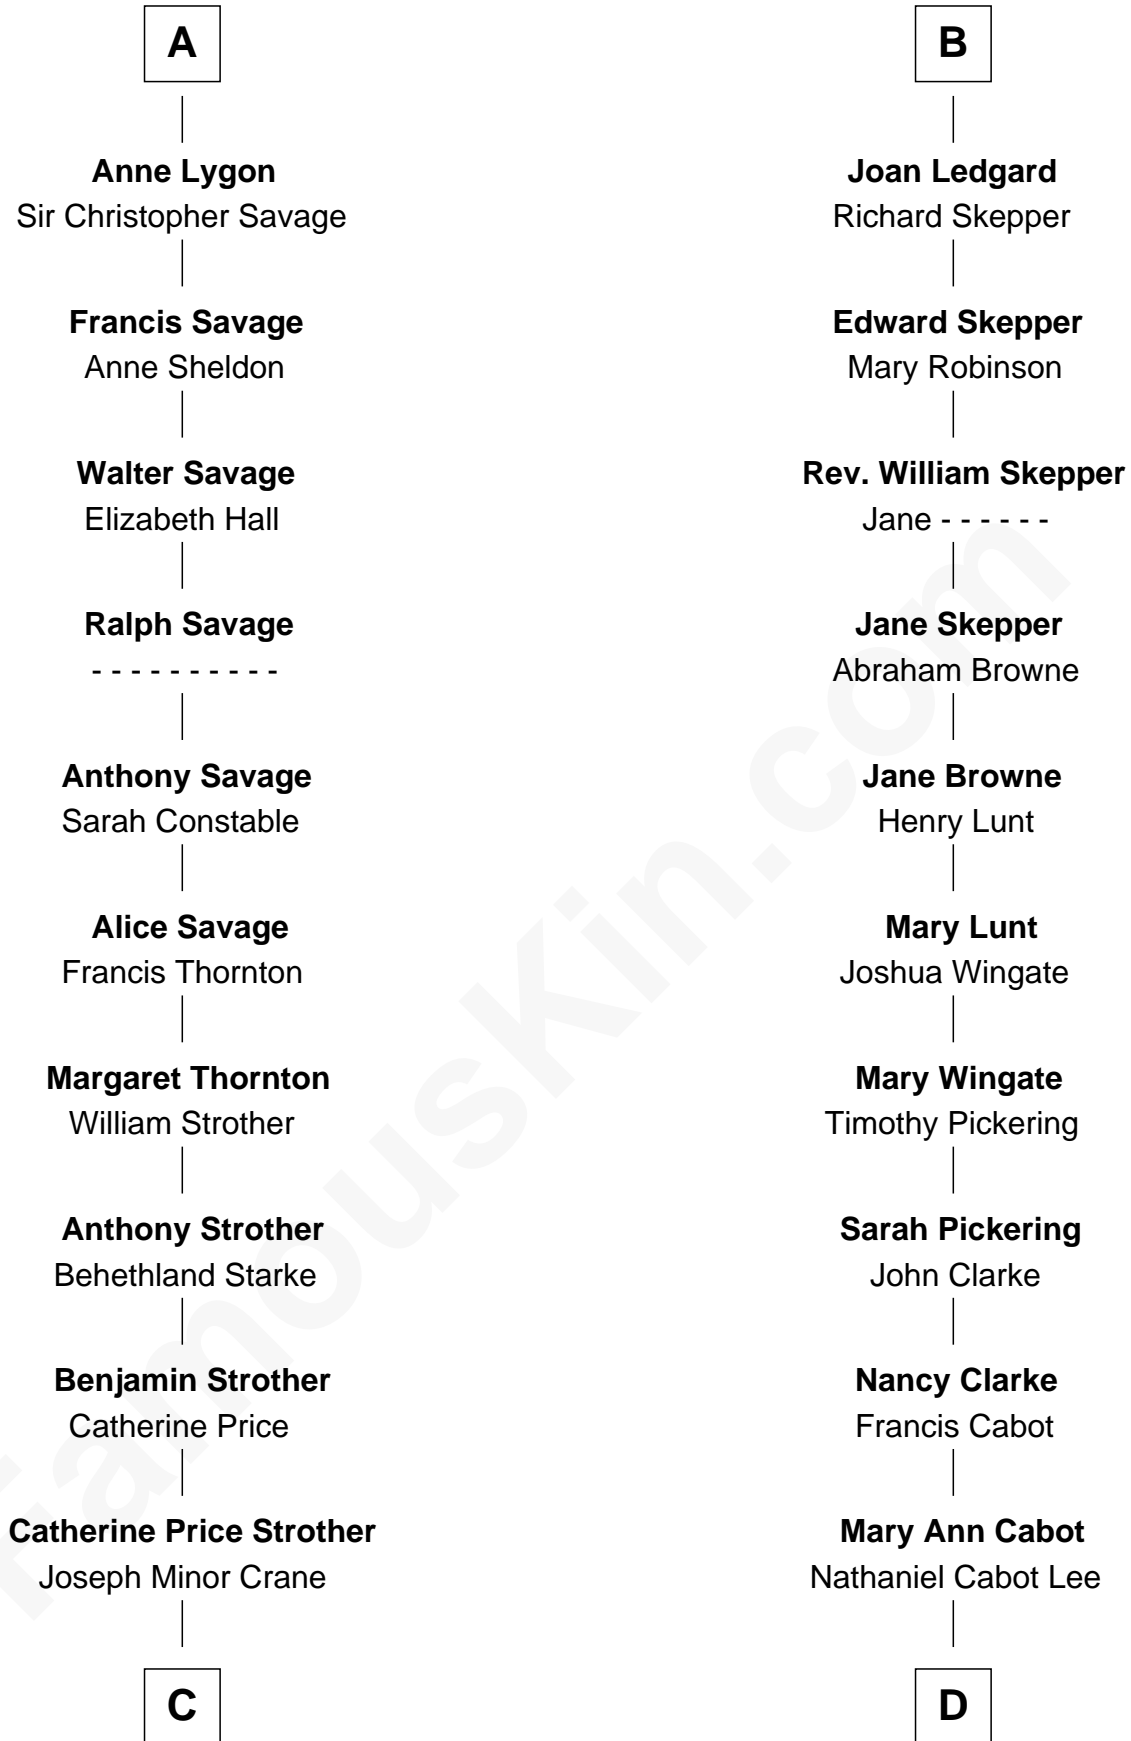 A
Anne Lygon
Sir Christopher Savage
Francis Savage
Anne Sheldon
Walter Savage
Elizabeth Hall
Ralph Savage
- - - - - - - - - -
Anthony Savage
Sarah Constable
Alice Savage
Francis Thornton
Margaret Thornton
William Strother
Anthony Strother
Behethland Starke
Benjamin Strother
Catherine Price
Catherine Price Strother
Joseph Minor Crane
C
B
Joan Ledgard
Richard Skepper
Edward Skepper
Mary Robinson
Rev. William Skepper
Jane - - - - - -
Jane Skepper
Abraham Browne
Jane Browne
Henry Lunt
Mary Lunt
Joshua Wingate
Mary Wingate
Timothy Pickering
Sarah Pickering
John Clarke
Nancy Clarke
Francis Cabot
Mary Ann Cabot
Nathaniel Cabot Lee
D
FamousKin.com